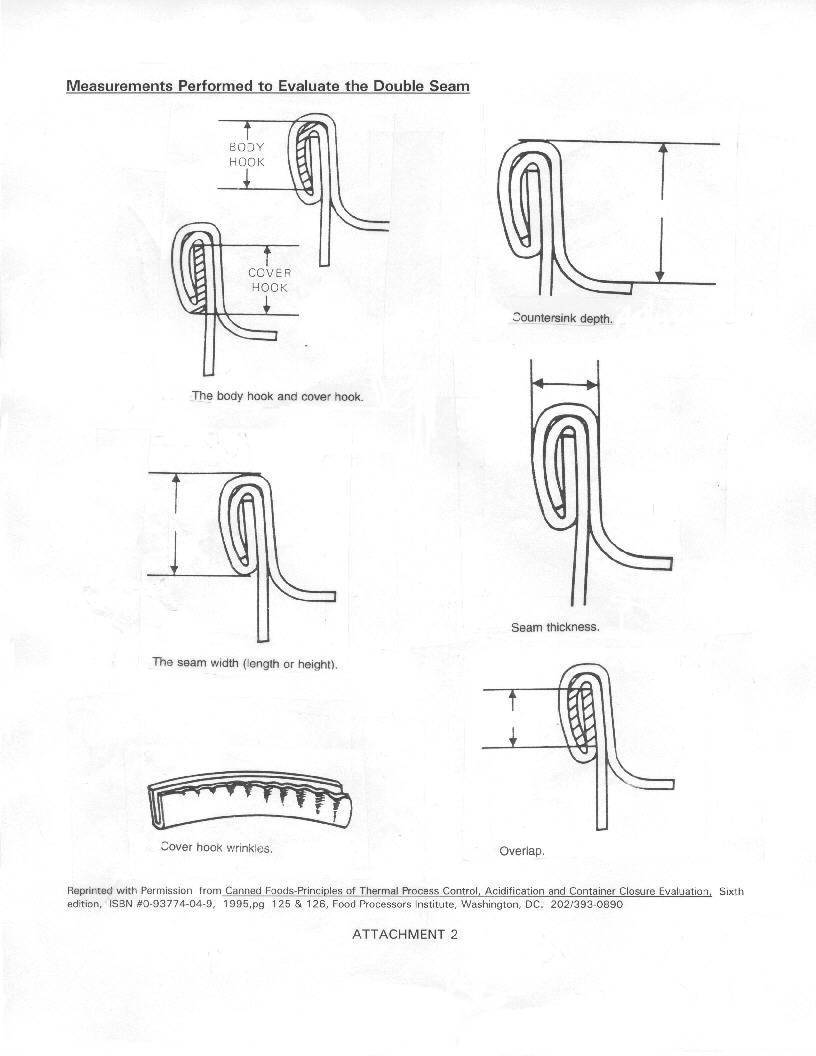 Measurements Performed to Evaluate the Double Seam
BODY
HOOK
COVER
HOOK
The body hook and cover hook.
Countersink depth.
The seam width (length or height).
Seam thickness.
Cover hook wrinkles.
Overlap.
Reprinted with Permission from Canned Foods-Principles of Thermal Process Control, Acidification and Container Closure Evaluation, Sixth
edition, ISBN #0-93774-04-9, 1995,pg 125 & 126, Food Processors Institute, Washington, DC. 202/393-0890
ATTACHMENT 2